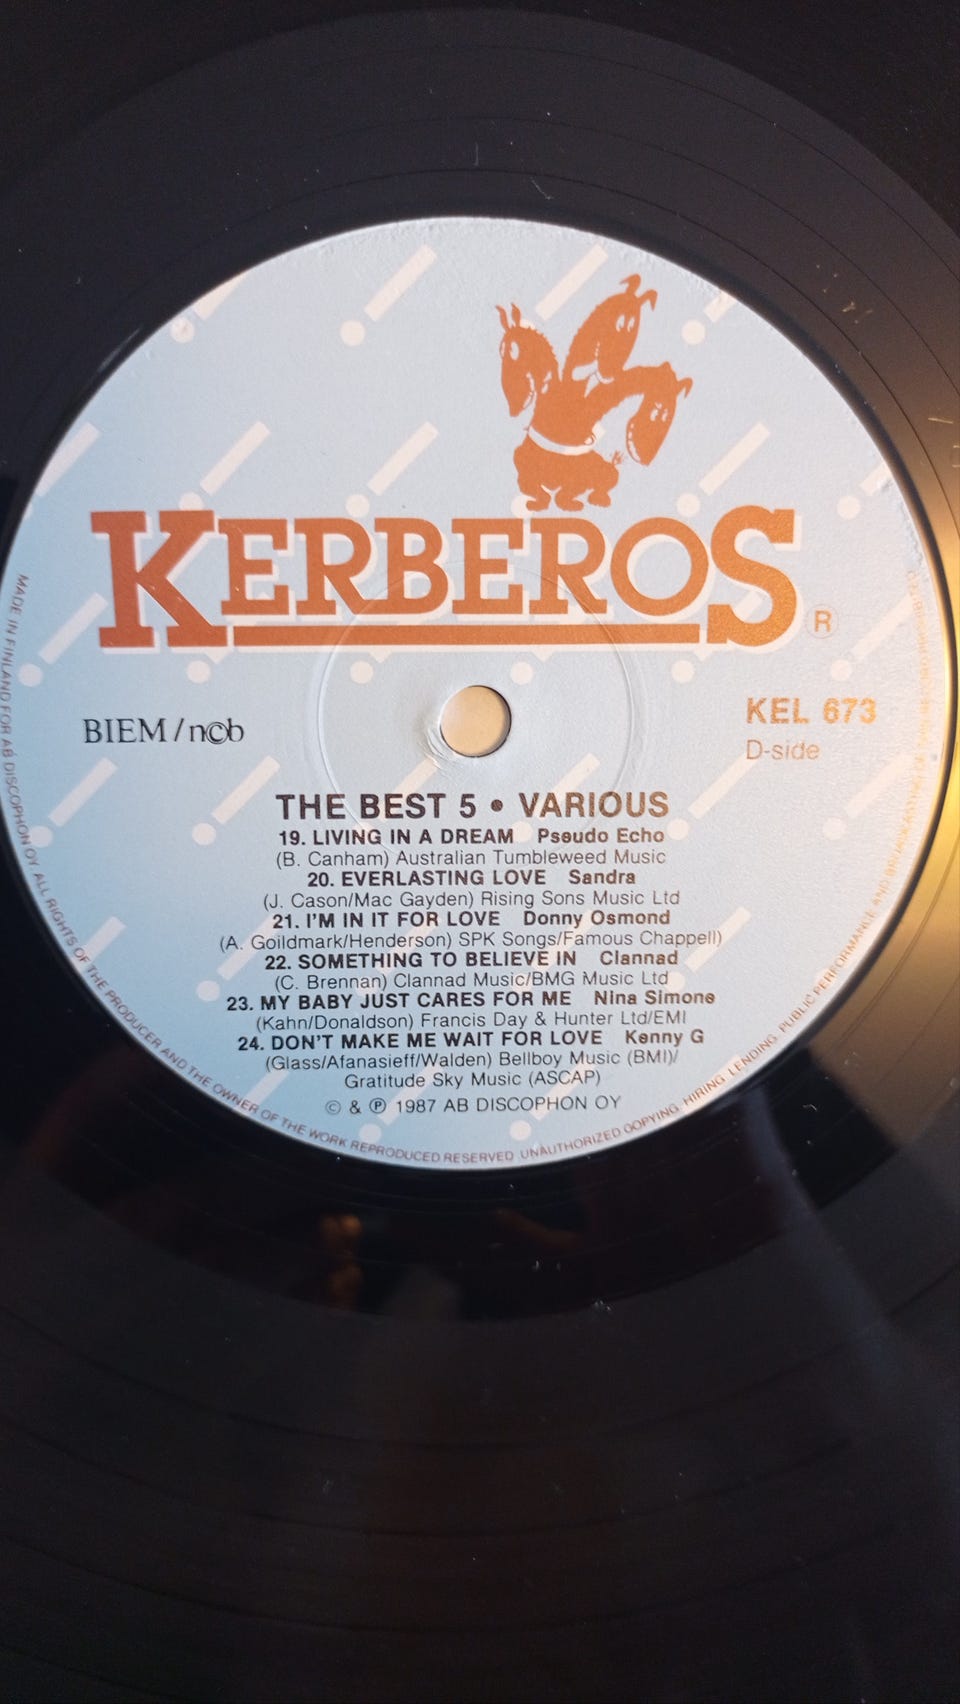 KERBEROS
®
BIEM/n©b
KEL 673
D-side
THE BEST 5 • VARIOUS
19. LIVING IN A DREAM Pseudo Echo
(B. Canham) Australian Tumbleweed Music
20. EVERLASTING LOVE Sandra
(J. Cason/Mac Gayden) Rising Sons Music Ltd
21. I'M IN IT FOR LOVE Donny Osmond
(A. Goildmark/Henderson) SPK Songs/Famous Chappell)
22. SOMETHING TO BELIEVE IN Clannad
(C. Brennan) Clannad Music/BMG Music Ltd
23. MY BABY JUST CARES FOR ME Nina Simone
(Kahn/Donaldson) Francis Day & Hunter Ltd/EMI
24. DON'T MAKE ME WAIT FOR LOVE Kenny G
(Glass/Afanasieff/Walden) Bellboy Music (BMI)/
Gratitude Sky Music (ASCAP)
© & ℗ 1987 AB DISCOPHON OY
MADE IN FINLAND FOR AB DISCOPHON OY. ALL RIGHTS OF THE PRODUCER AND THE OWNER OF THE WORK REPRODUCED RESERVED. UNAUTHORIZED COPYING, HIRING, LENDING, PUBLIC PERFORMANCE AND BROADCASTING